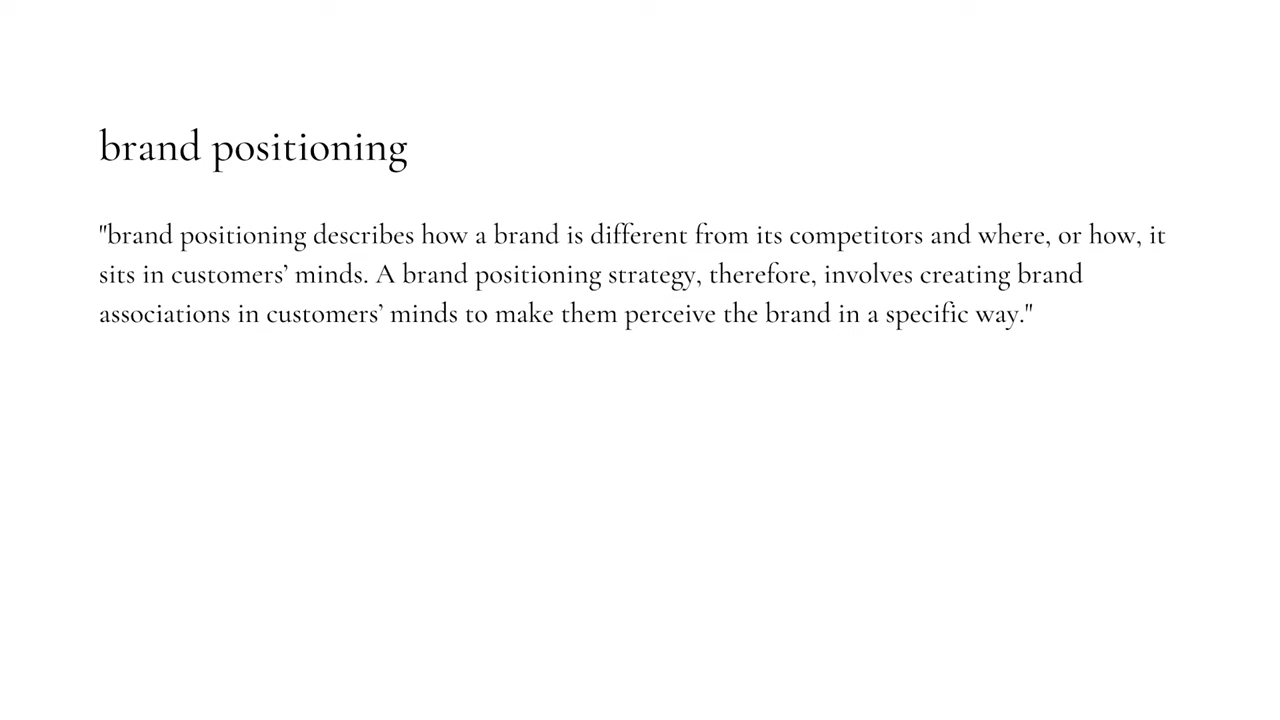 brand positioning
"brand positioning describes how a brand is different from its competitors and where, or how, it
sits in customers’ minds. A brand positioning strategy, therefore, involves creating brand
associations in customers’ minds to make them perceive the brand in a specific way."